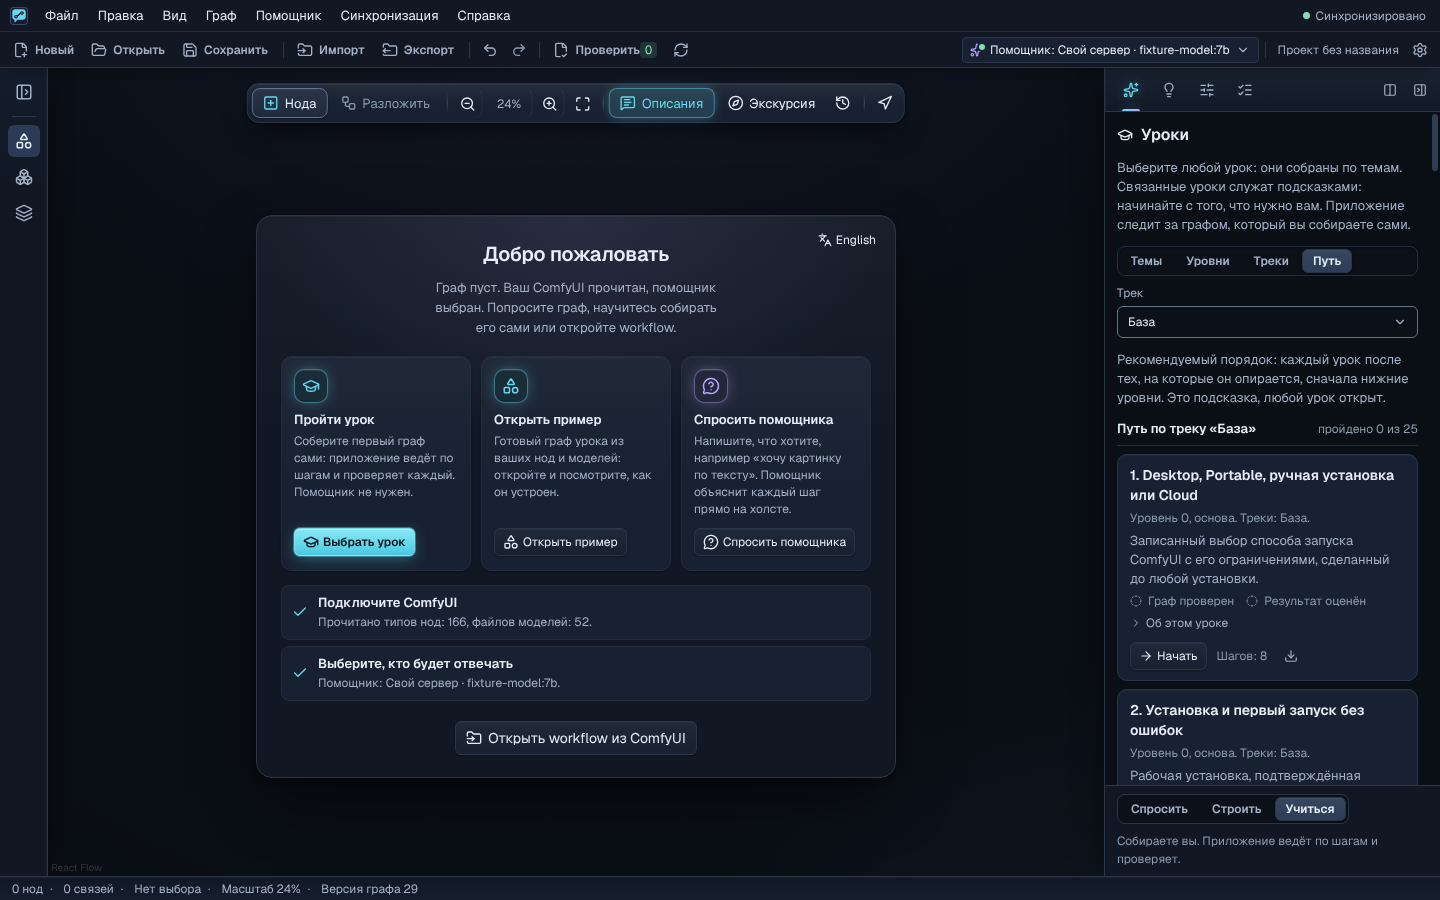 Файл Правка Вид Граф Помощник Синхронизация Справка
Синхронизировано
Новый Открыть Сохранить Импорт Экспорт Проверить 0
Помощник: Свой сервер · fixture-model:7b
Проект без названия
Нода Разложить 24% Описания Экскурсия
English
Добро пожаловать
Граф пуст. Ваш ComfyUI прочитан, помощник
выбран. Попросите граф, научитесь собирать
его сами или откройте workflow.
Пройти урок
Соберите первый граф
сами: приложение ведёт по
шагам и проверяет каждый.
Помощник не нужен.
Выбрать урок
Открыть пример
Готовый граф урока из
ваших нод и моделей:
откройте и посмотрите, как
он устроен.
Открыть пример
Спросить помощника
Напишите, что хотите,
например «хочу картинку
по тексту». Помощник
объяснит каждый шаг
прямо на холсте.
Спросить помощника
Подключите ComfyUI
Прочитано типов нод: 166, файлов моделей: 52.
Выберите, кто будет отвечать
Помощник: Свой сервер · fixture-model:7b.
Открыть workflow из ComfyUI
React Flow
Уроки
Выберите любой урок: они собраны по темам.
Связанные уроки служат подсказками:
начинайте с того, что нужно вам. Приложение
следит за графом, который вы собираете сами.
Темы Уровни Треки Путь
Трек
База
Рекомендуемый порядок: каждый урок после
тех, на которые он опирается, сначала нижние
уровни. Это подсказка, любой урок открыт.
Путь по треку «База» пройдено 0 из 25
1. Desktop, Portable, ручная установка
или Cloud
Уровень 0, основа. Треки: База.
Записанный выбор способа запуска
ComfyUI с его ограничениями, сделанный
до любой установки.
Граф проверен Результат оценён
Об этом уроке
Начать Шагов: 8
2. Установка и первый запуск без
ошибок
Уровень 0, основа. Треки: База.
Рабочая установка, подтверждённая
Спросить Строить Учиться
Собираете вы. Приложение ведёт по шагам и
проверяет.
0 нод · 0 связей · Нет выбора · Масштаб 24% · Версия графа 29